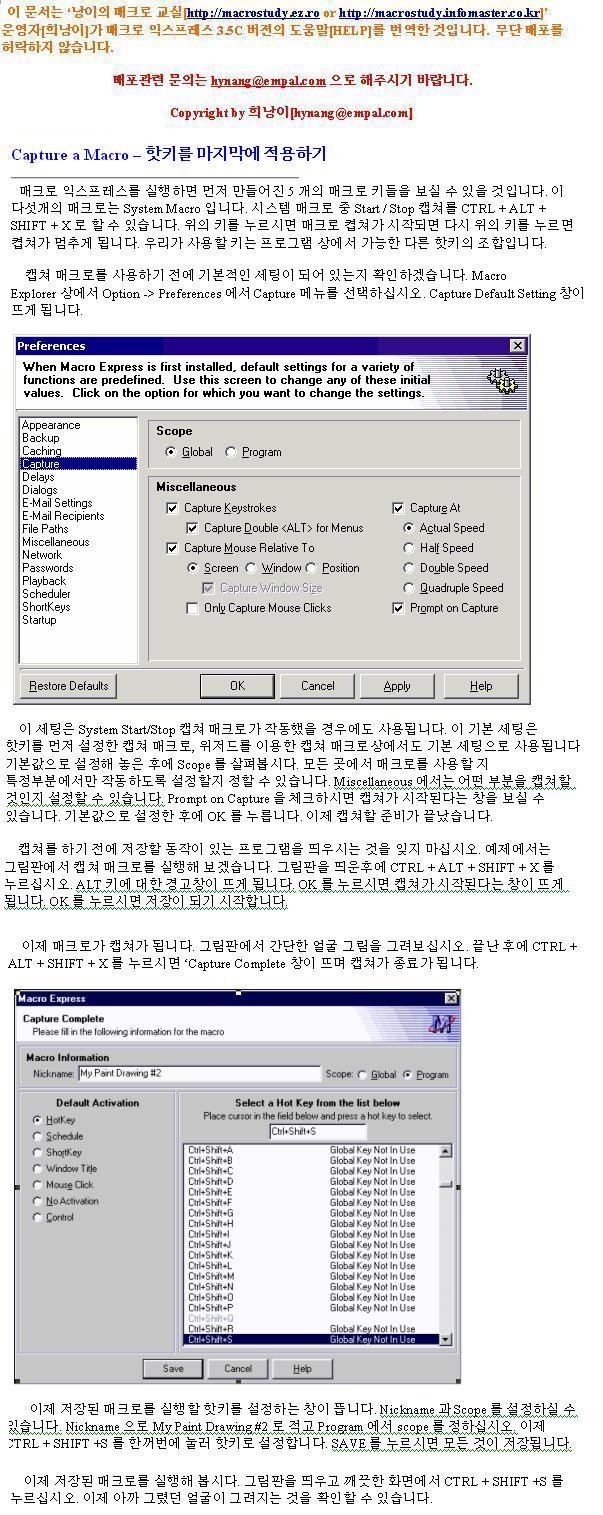 이 문서는 ‘낭이의 매크로 교실[http://macrostudy.ez.ro or http://macrostudy.infomaster.co.kr]’
운영자[희낭이]가 매크로 익스프레스 3.5C 버젼의 도움말[HELP]를 번역한 것입니다. 무단 배포를
허락하지 않습니다.
배포관련 문의는 hynang@empal.com 으로 해주시기 바랍니다.
Copyright by 희낭이[hynang@empal.com]
Capture a Macro – 핫키를 마지막에 적용하기
매크로 익스프레스를 실행하면 먼저 만들어진 5 개의 매크로 키들을 보실 수 있을 것입니다. 이
다섯개의 매크로는 System Macro 입니다. 시스템 매크로 중 Start / Stop 캡쳐를 CTRL + ALT +
SHIFT + X 로 할 수 있습니다. 위의 키를 누르시면 매크로 캡쳐가 시작되면 다시 위의 키를 누르면
켭쳐가 멈추게 됩니다. 우리가 사용할 키는 프로그램 상에서 가능한 다른 핫키의 조합입니다.
캡쳐 매크로를 사용하기 전에 기본적인 세팅이 되어 있는지 확인하겠습니다. Macro
Explorer 상에서 Option -> Preferences 에서 Capture 메뉴를 선택하십시오. Capture Default Setting 창이
뜨게 됩니다.
Preferences
When Macro Express is first installed, default settings for a variety of
functions are predefined. Use this screen to change any of these initial
values. Click on the option for which you want to change the settings.
Appearance
Backup
Caching
Capture
Delays
Dialogs
E-Mail Settings
E-Mail Recipients
File Paths
Miscellaneous
Network
Passwords
Playback
Scheduler
ShortKeys
Startup
Scope
Global Program
Miscellaneous
Capture Keystrokes
Capture Double <ALT> for Menus
Capture Mouse Relative To
Screen Window Position
Capture Window Size
Only Capture Mouse Clicks
Capture At
Actual Speed
Half Speed
Double Speed
Quadruple Speed
Prompt on Capture
Restore Defaults OK Cancel Apply Help
이 세팅은 System Start/Stop 캡쳐 매크로가 작동했을 경우에도 사용됩니다. 이 기본 세팅은
핫키를 먼저 설정한 캡쳐 매크로, 위저드를 이용한 캡쳐 매크로상에서도 기본 세팅으로 사용됩니다
기본값으로 설정해 놓은 후에 Scope 를 살펴봅시다. 모든 곳에서 매크로를 사용할 지
특정부분에서만 작동하도록 설정할지 정할 수 있습니다. Miscellaneous 에서는 어떤 부분을 캡쳐할
것인지 설정할 수 있습니다. Prompt on Capture 을 체크하시면 캡쳐가 시작된다는 창을 보실 수
있습니다. 기본값으로 설정한 후에 OK 를 누릅니다. 이제 캡쳐할 준비가 끝났습니다.
캡쳐를 하기 전에 저장할 동작이 있는 프로그램을 띄우시는 것을 잊지 마십시오. 예제에서는
그림판에서 캡쳐 매크로를 실행해 보겠습니다. 그림판을 띄운후에 CTRL + ALT + SHIFT + X 를
누르십시오. ALT 키에 대한 경고창이 뜨게 됩니다. OK 를 누르시면 캡쳐가 시작된다는 창이 뜨게
됩니다. OK 를 누르시면 저장이 되기 시작합니다.
이제 매크로가 캡쳐가 됩니다. 그림판에서 간단한 얼굴 그림을 그려보십시오. 끝난 후에 CTRL +
ALT + SHIFT + X 를 누르시면 ‘Capture Complete 창이 뜨며 캡쳐가 종료가 됩니다.
Macro Express
Capture Complete
Please fill in the following information for the macro
Macro Information
Nickname: My Paint Drawing #2 Scope: Global Program
Default Activation
HotKey
Schedule
ShortKey
Window Title
Mouse Click
No Activation
Control
Select a Hot Key from the list below
Place cursor in the field below and press a hot key to select.
Ctrl+Shift+S
Ctrl+Shift+A Global Key Not In Use
Ctrl+Shift+B Global Key Not In Use
Ctrl+Shift+C Global Key Not In Use
Ctrl+Shift+D Global Key Not In Use
Ctrl+Shift+E Global Key Not In Use
Ctrl+Shift+F Global Key Not In Use
Ctrl+Shift+G Global Key Not In Use
Ctrl+Shift+H Global Key Not In Use
Ctrl+Shift+I Global Key Not In Use
Ctrl+Shift+J Global Key Not In Use
Ctrl+Shift+K Global Key Not In Use
Ctrl+Shift+L Global Key Not In Use
Ctrl+Shift+M Global Key Not In Use
Ctrl+Shift+N Global Key Not In Use
Ctrl+Shift+O Global Key Not In Use
Ctrl+Shift+P Global Key Not In Use
Ctrl+Shift+Q
Ctrl+Shift+R Global Key Not In Use
Ctrl+Shift+S Global Key Not In Use
Save Cancel Help
이제 저장된 매크로를 실행할 핫키를 설정하는 창이 뜹니다. Nickname 과 Scope 를 설정하실 수
있습니다. Nickname 으로 My Paint Drawing #2 로 적고 Program 에서 scope 를 정하십시오. 이제
CTRL + SHIFT +S 를 한꺼번에 눌러 핫키로 설정합니다. SAVE 를 누르시면 모든 것이 저장됩니다.
이제 저장된 매크로를 실행해 봅시다. 그림판을 띄우고 깨끗한 화면에서 CTRL + SHIFT +S 를
누르십시오. 이제 아까 그렸던 얼굴이 그려지는 것을 확인할 수 있습니다.